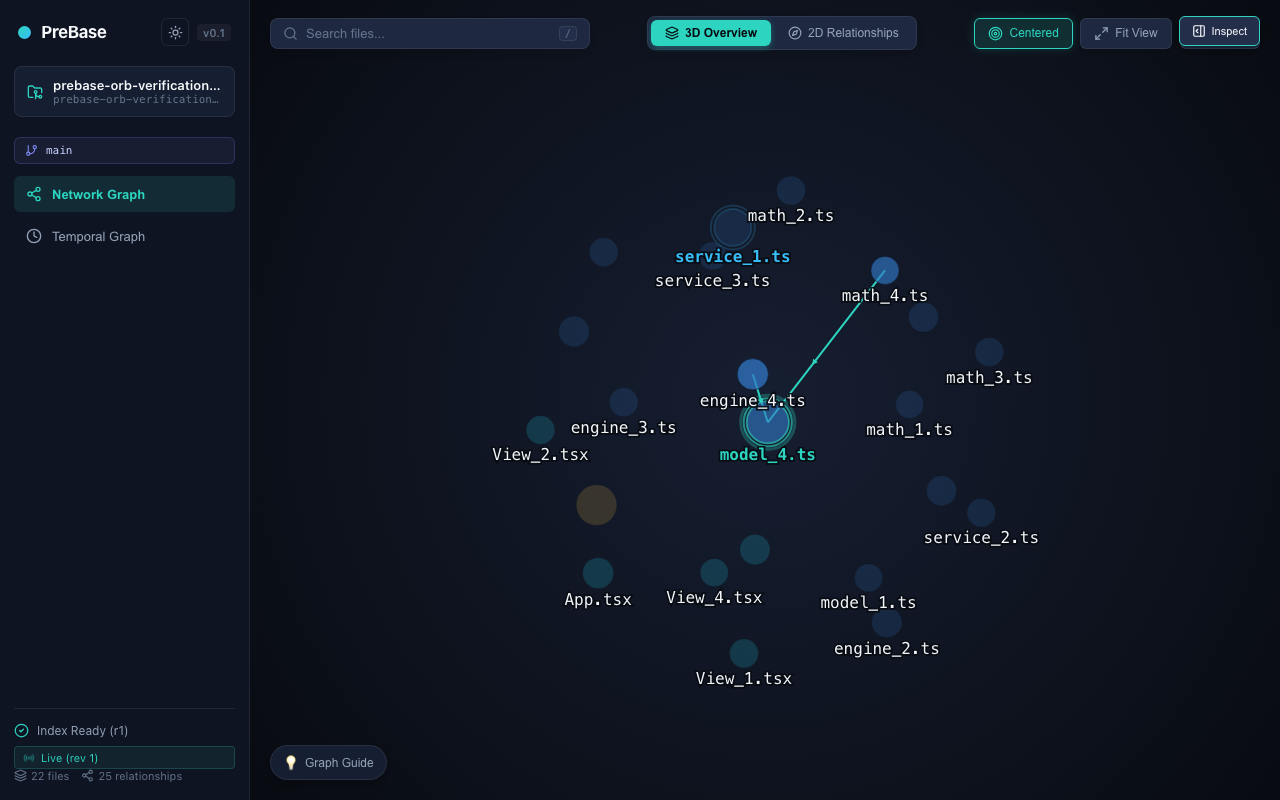 PreBase
v0.1
prebase-orb-verification...
prebase-orb-verification…
main
Network Graph
Temporal Graph
Index Ready (r1)
Live (rev 1)
22 files
25 relationships
Search files...
/
3D Overview
2D Relationships
Centered
Fit View
Inspect
math_2.ts
service_1.ts
service_3.ts
math_4.ts
math_3.ts
engine_4.ts
engine_3.ts
math_1.ts
View_2.tsx
model_4.ts
service_2.ts
App.tsx
View_4.tsx
model_1.ts
engine_2.ts
View_1.tsx
Graph Guide